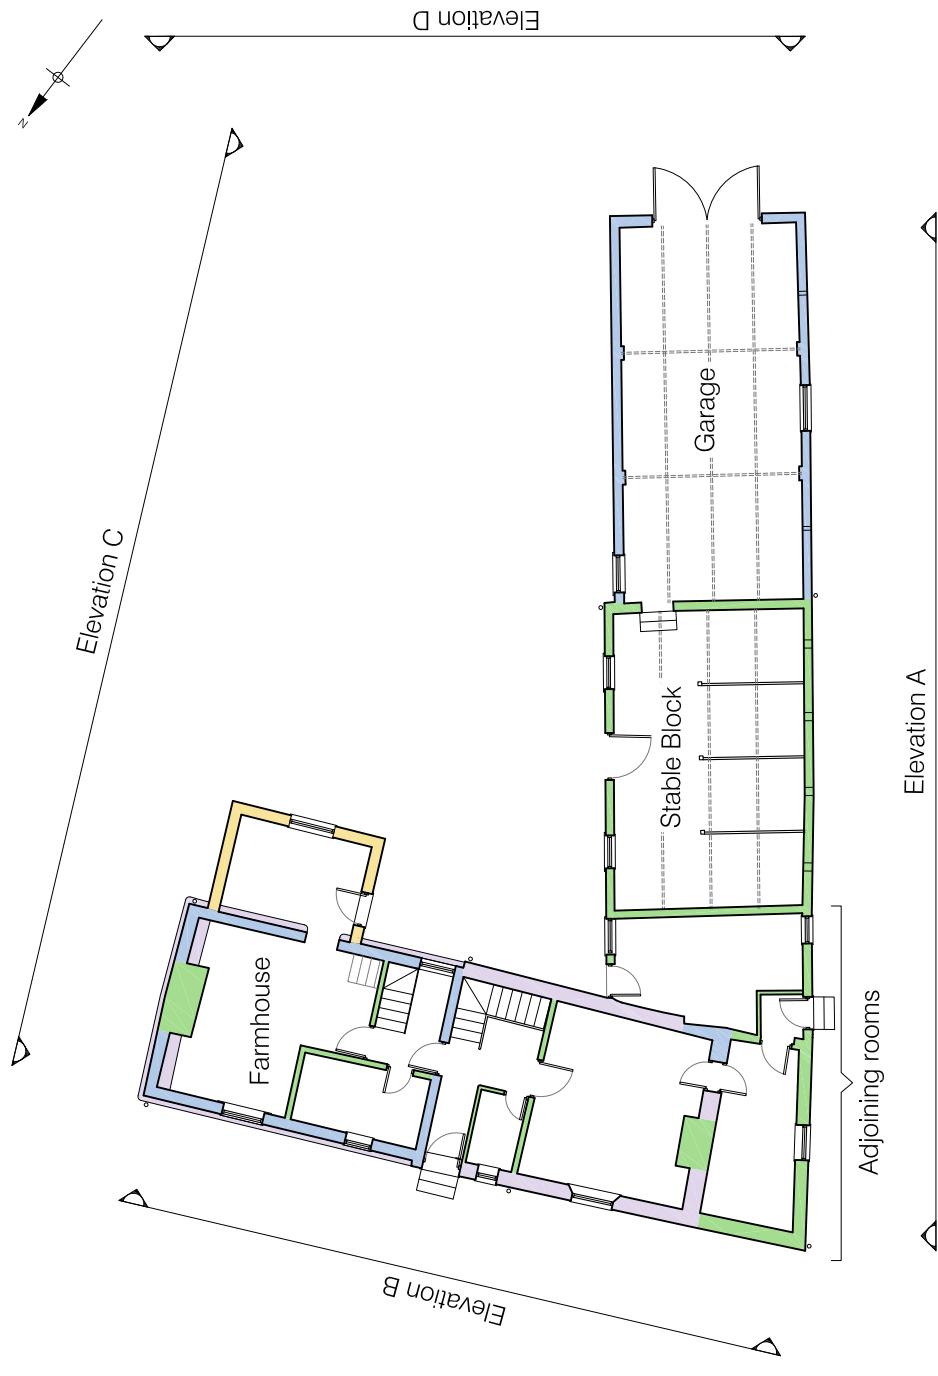 Elevation D
N
Garage
Elevation C
Stable Block
Elevation A
Farmhouse
Adjoining rooms
Elevation B